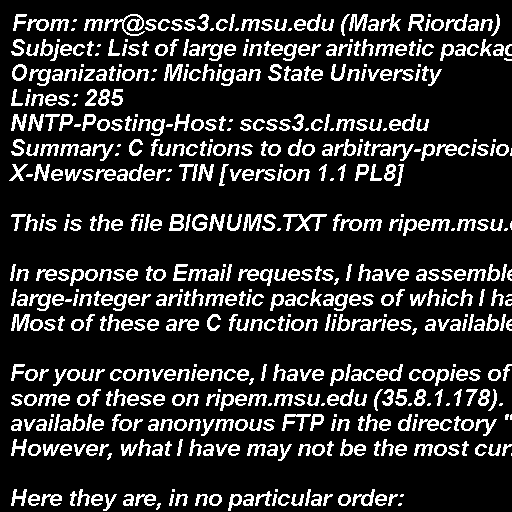 From: mrr@scss3.cl.msu.edu (Mark Riordan)
Subject: List of large integer arithmetic packag
Organization: Michigan State University
Lines: 285
NNTP-Posting-Host: scss3.cl.msu.edu
Summary: C functions to do arbitrary-precisio
X-Newsreader: TIN [version 1.1 PL8]

This is the file BIGNUMS.TXT from ripem.msu.

In response to Email requests, I have assemble
large-integer arithmetic packages of which I ha
Most of these are C function libraries, available

For your convenience, I have placed copies of
some of these on ripem.msu.edu (35.8.1.178).
available for anonymous FTP in the directory "
However, what I have may not be the most cur

Here they are, in no particular order: